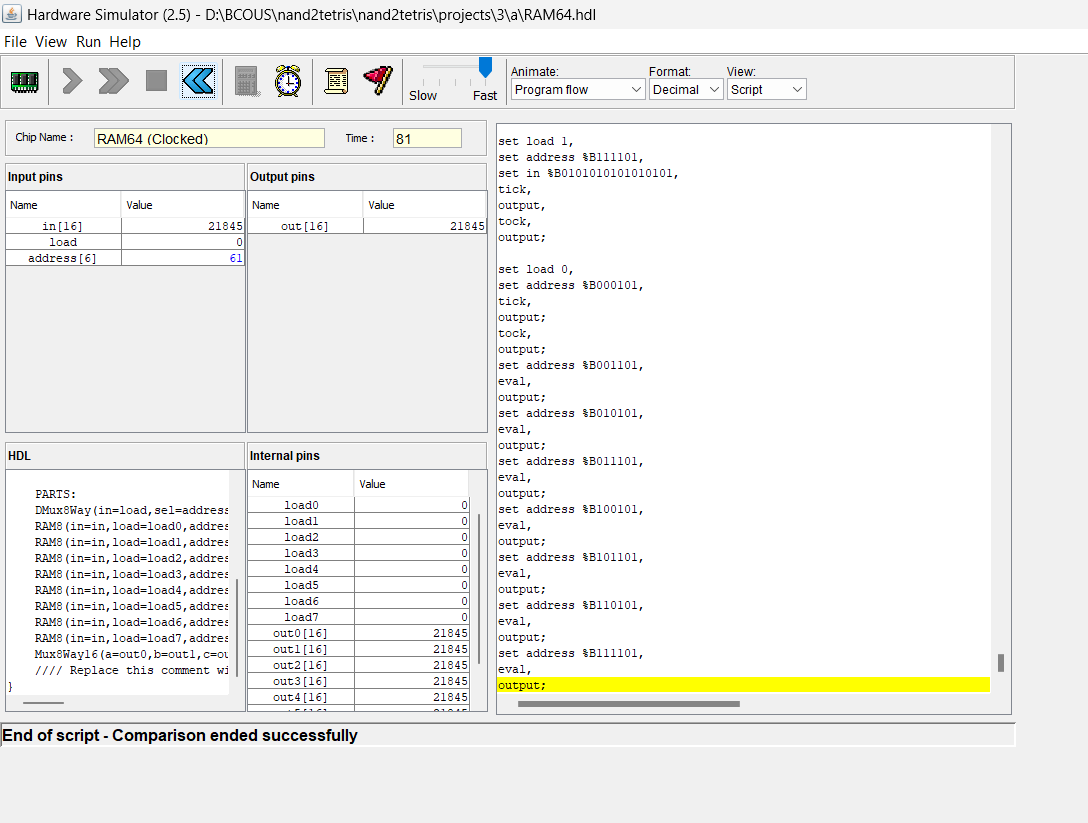 Hardware Simulator (2.5) - D:\BCOUS\nand2tetris\nand2tetris\projects\3\a\RAM64.hdl
File View Run Help
Slow Fast
Animate: Format: View:
Program flow Decimal Script
Chip Name : RAM64 (Clocked) Time : 81
Input pins
Name Value
in[16] 21845
load 0
address[6] 61
Output pins
Name Value
out[16] 21845
HDL
PARTS:
DMux8Way(in=load,sel=address
RAM8(in=in,load=load0,addres
RAM8(in=in,load=load1,addres
RAM8(in=in,load=load2,addres
RAM8(in=in,load=load3,addres
RAM8(in=in,load=load4,addres
RAM8(in=in,load=load5,addres
RAM8(in=in,load=load6,addres
RAM8(in=in,load=load7,addres
Mux8Way16(a=out0,b=out1,c=ou
//// Replace this comment wi
}
Internal pins
Name Value
load0 0
load1 0
load2 0
load3 0
load4 0
load5 0
load6 0
load7 0
out0[16] 21845
out1[16] 21845
out2[16] 21845
out3[16] 21845
out4[16] 21845
set load 1,
set address %B111101,
set in %B0101010101010101,
tick,
output,
tock,
output;
set load 0,
set address %B000101,
tick,
output;
tock,
output;
set address %B001101,
eval,
output;
set address %B010101,
eval,
output;
set address %B011101,
eval,
output;
set address %B100101,
eval,
output;
set address %B101101,
eval,
output;
set address %B110101,
eval,
output;
set address %B111101,
eval,
output;
End of script - Comparison ended successfully